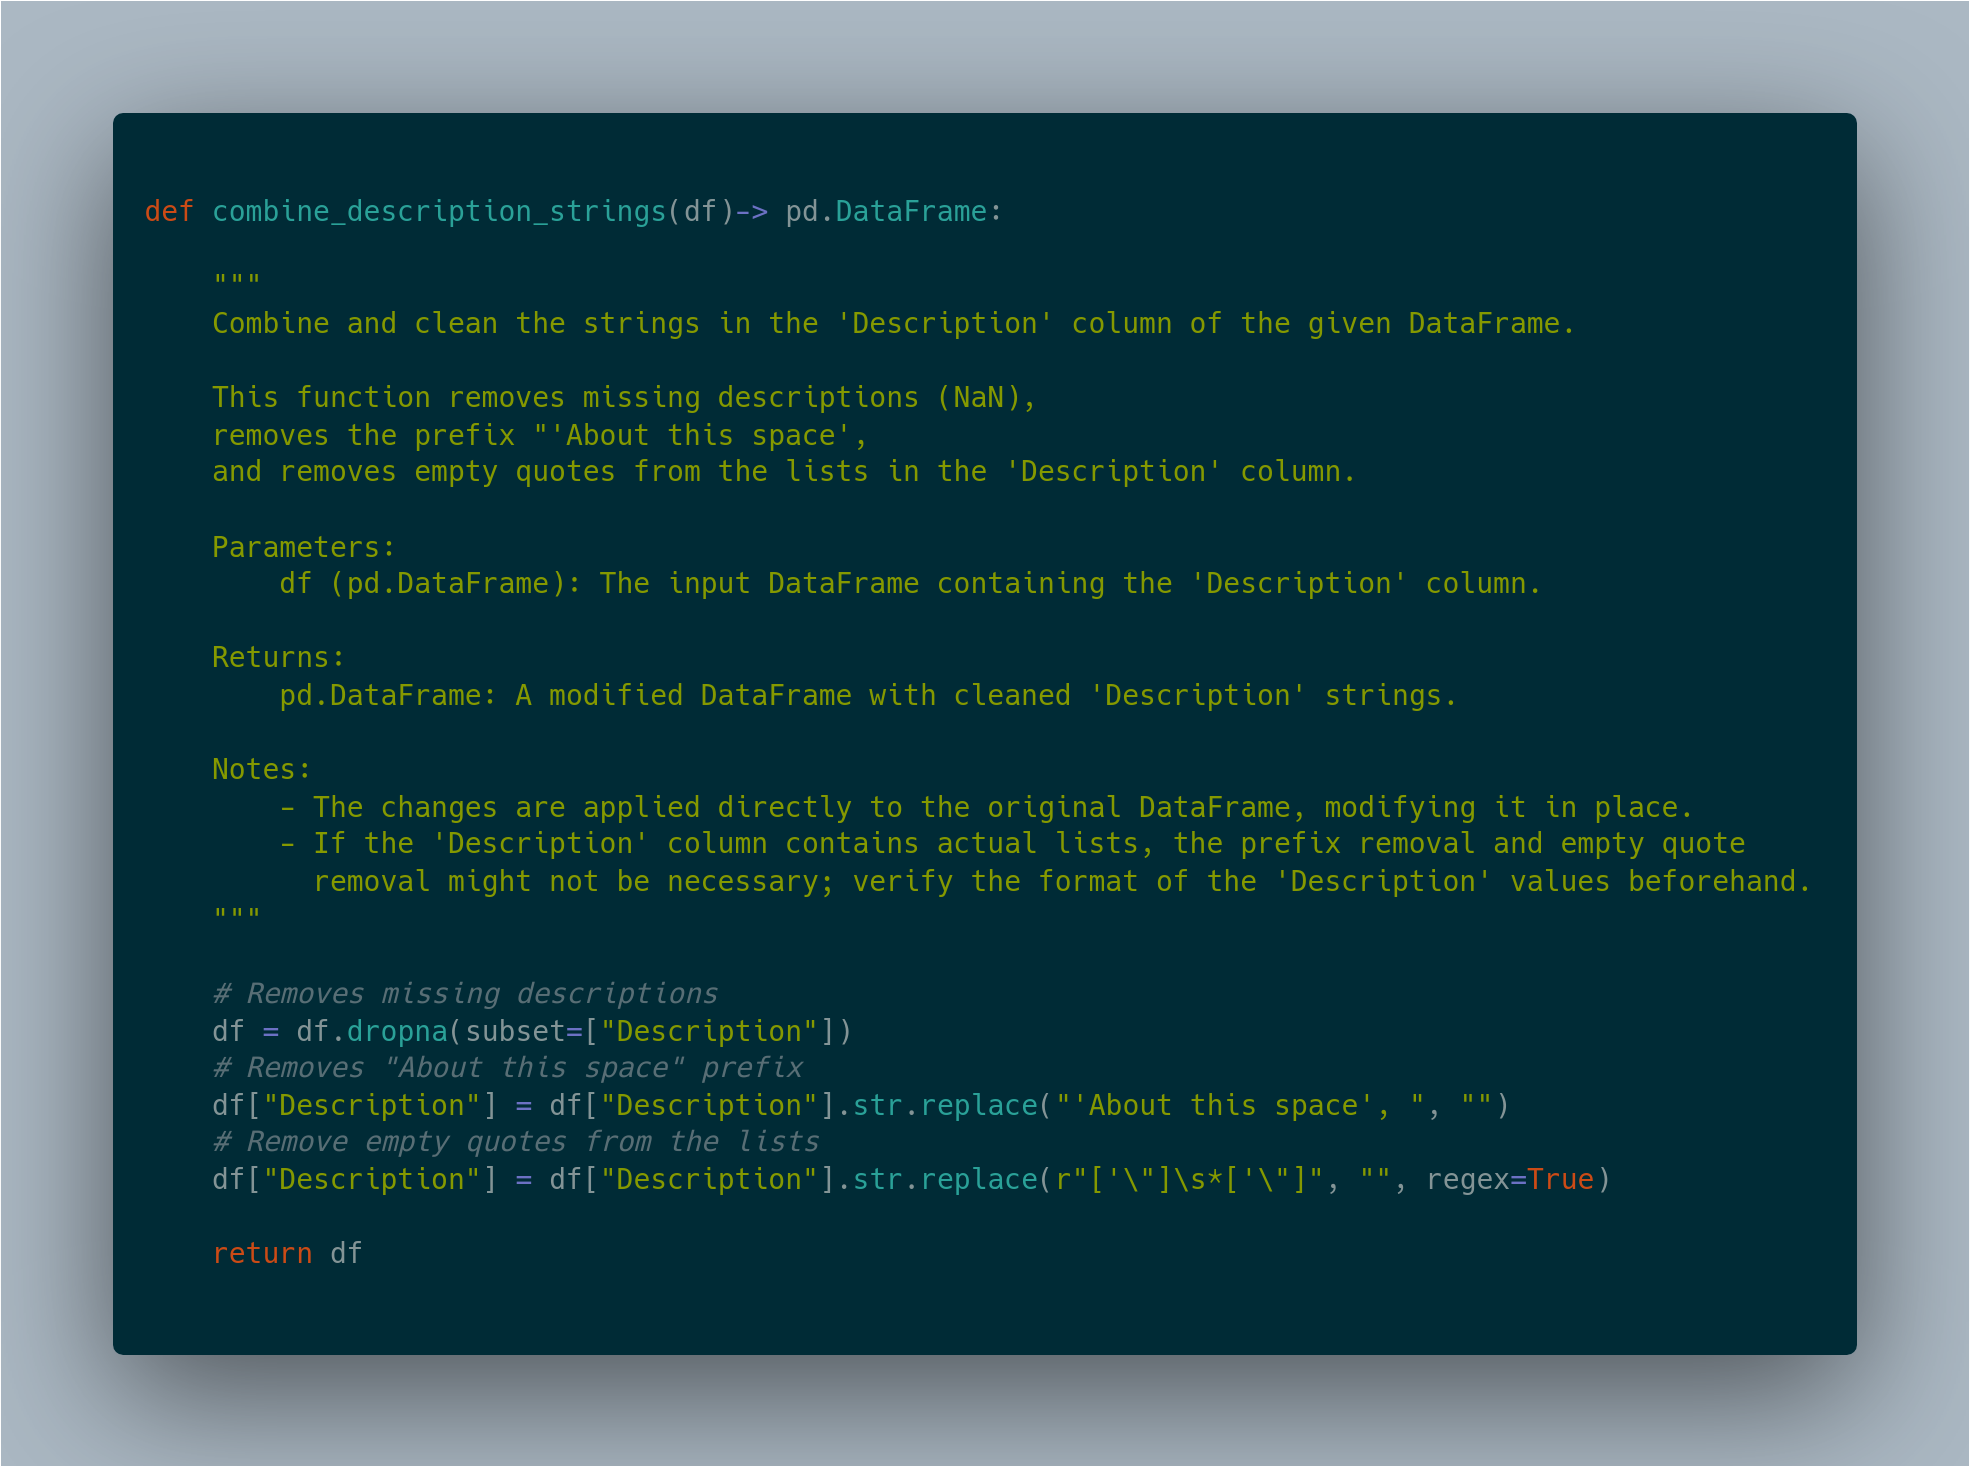 def combine_description_strings(df)-> pd.DataFrame:
"""
Combine and clean the strings in the 'Description' column of the given DataFrame.
This function removes missing descriptions (NaN),
removes the prefix "'About this space',
and removes empty quotes from the lists in the 'Description' column.
Parameters:
df (pd.DataFrame): The input DataFrame containing the 'Description' column.
Returns:
pd.DataFrame: A modified DataFrame with cleaned 'Description' strings.
Notes:
- The changes are applied directly to the original DataFrame, modifying it in place.
- If the 'Description' column contains actual lists, the prefix removal and empty quote
removal might not be necessary; verify the format of the 'Description' values beforehand.
"""
# Removes missing descriptions
df = df.dropna(subset=["Description"])
# Removes "About this space" prefix
df["Description"] = df["Description"].str.replace("'About this space', ", "")
# Remove empty quotes from the lists
df["Description"] = df["Description"].str.replace(r"['\"]\s*['\"]", "", regex=True)
return df